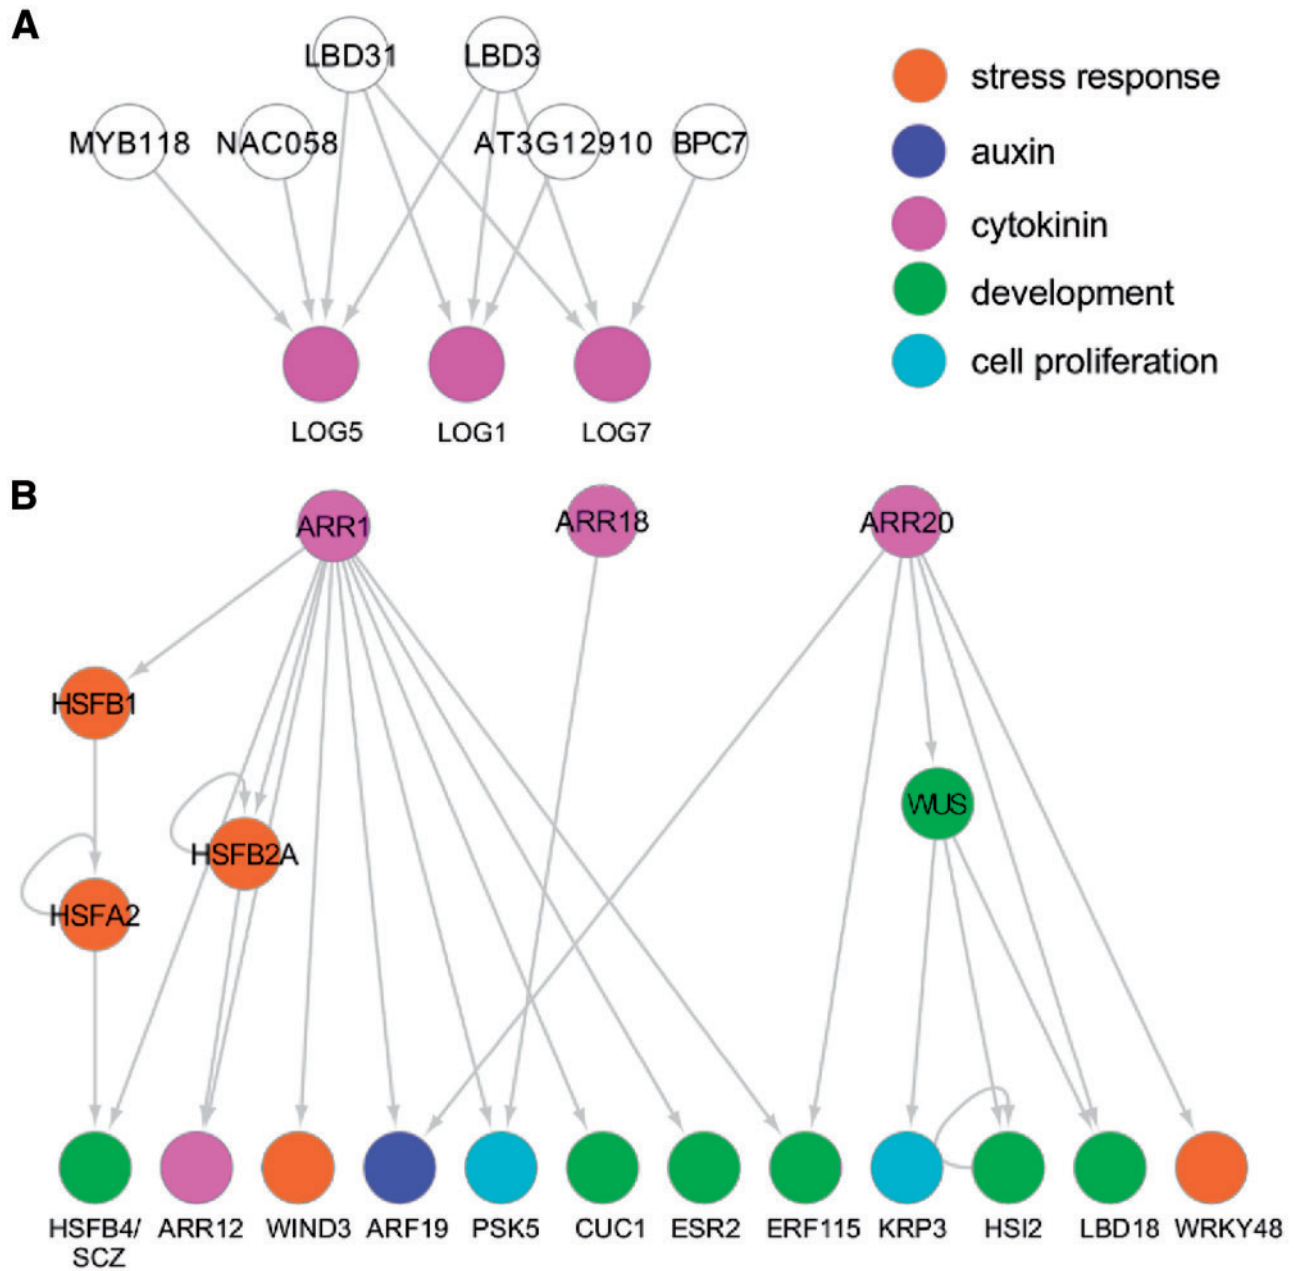 A
LBD31
LBD3
MYB118
NAC058
AT3G12910
BPC7
LOG5
LOG1
LOG7
stress response
auxin
cytokinin
development
cell proliferation
B
ARR1
ARR18
ARR20
HSFB1
WUS
HSFB2A
HSFA2
HSFB4/
SCZ
ARR12
WIND3
ARF19
PSK5
CUC1
ESR2
ERF115
KRP3
HSI2
LBD18
WRKY48